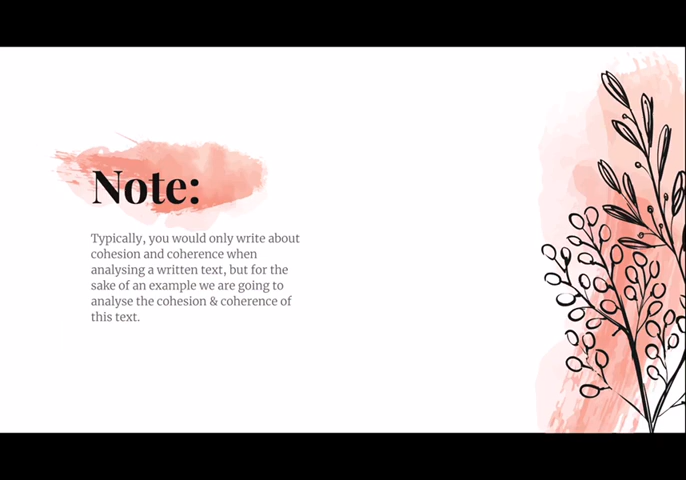 Note:
Typically, you would only write about
cohesion and coherence when
analysing a written text, but for the
sake of an example we are going to
analyse the cohesion & coherence of
this text.